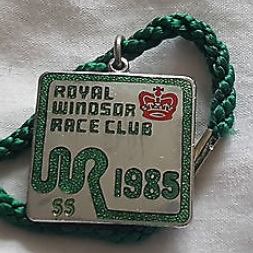 ROYAL
WINDSOR
RACE CLUB
WR 1985
55